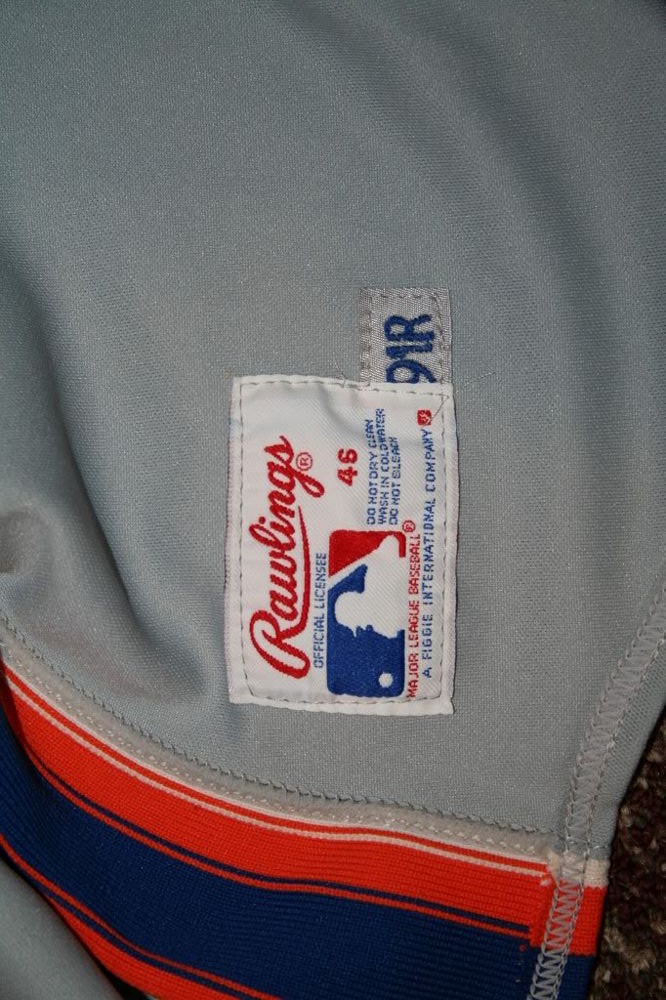 Rawlings®
OFFICIAL LICENSEE
46
DO NOT DRY CLEAN
WASH IN COLD WATER
DO NOT BLEACH
MAJOR LEAGUE BASEBALL®
A FIGGIE INTERNATIONAL COMPANY
91R